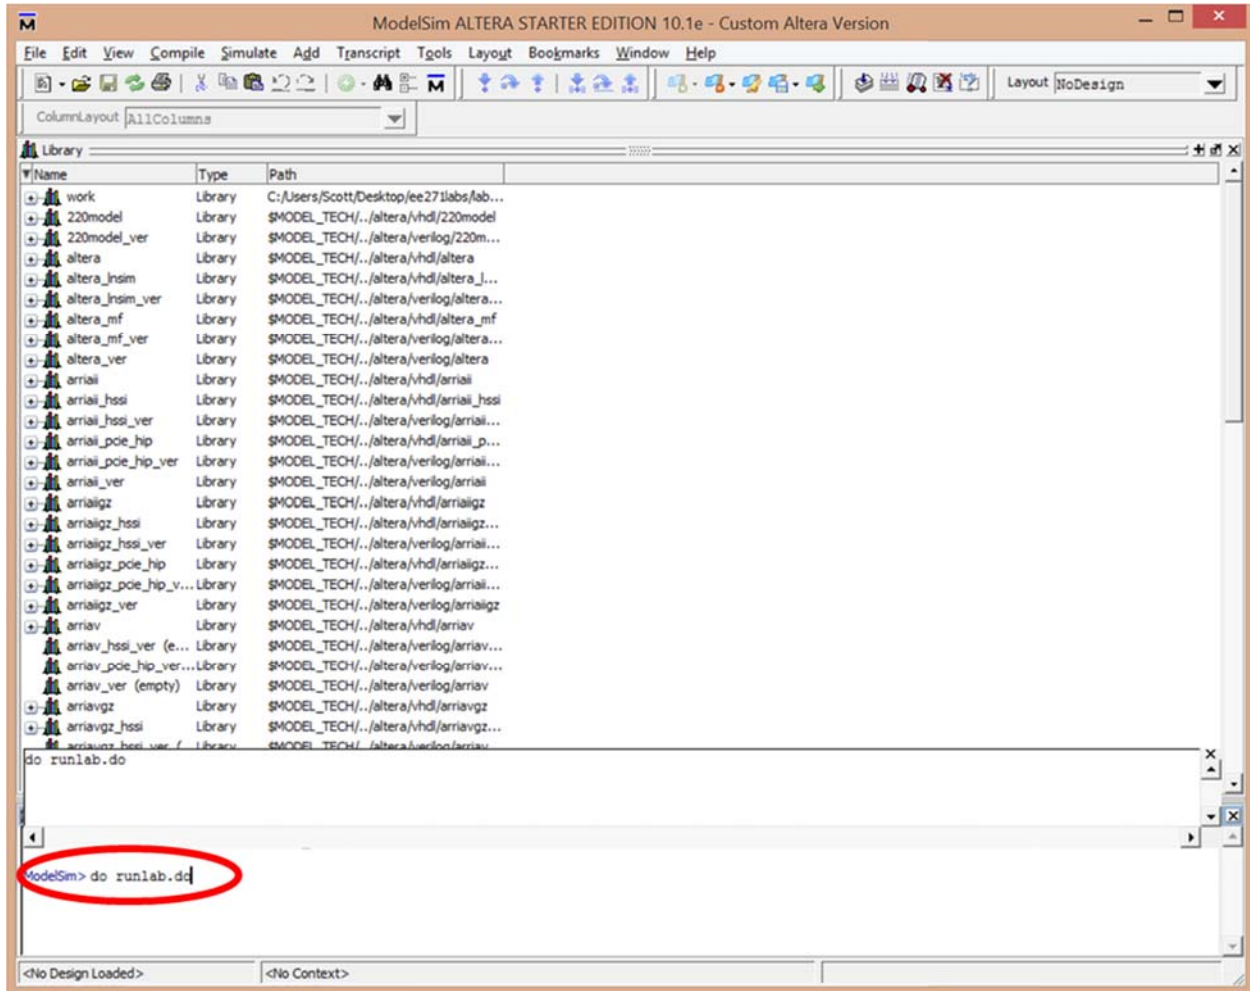 ModelSim ALTERA STARTER EDITION 10.1e - Custom Altera Version
File Edit View Compile Simulate Add Transcript Tools Layout Bookmarks Window Help
Layout NoDesign
ColumnLayout AllColumns
Library
Name Type Path
work Library C:/Users/Scott/Desktop/ee271labs/lab...
220model Library $MODEL_TECH/../altera/vhdl/220model
220model_ver Library $MODEL_TECH/../altera/verilog/220m...
altera Library $MODEL_TECH/../altera/vhdl/altera
altera_lnsim Library $MODEL_TECH/../altera/vhdl/altera_l...
altera_lnsim_ver Library $MODEL_TECH/../altera/verilog/altera...
altera_mf Library $MODEL_TECH/../altera/vhdl/altera_mf
altera_mf_ver Library $MODEL_TECH/../altera/verilog/altera...
altera_ver Library $MODEL_TECH/../altera/verilog/altera
arriaii Library $MODEL_TECH/../altera/vhdl/arriaii
arriaii_hssi Library $MODEL_TECH/../altera/vhdl/arriaii_hssi
arriaii_hssi_ver Library $MODEL_TECH/../altera/verilog/arriaii...
arriaii_pcie_hip Library $MODEL_TECH/../altera/vhdl/arriaii_p...
arriaii_pcie_hip_ver Library $MODEL_TECH/../altera/verilog/arriaii...
arriaii_ver Library $MODEL_TECH/../altera/verilog/arriaii
arriaiigz Library $MODEL_TECH/../altera/vhdl/arriaiigz
arriaiigz_hssi Library $MODEL_TECH/../altera/vhdl/arriaiigz...
arriaiigz_hssi_ver Library $MODEL_TECH/../altera/verilog/arriaii...
arriaiigz_pcie_hip Library $MODEL_TECH/../altera/vhdl/arriaiigz...
arriaiigz_pcie_hip_v... Library $MODEL_TECH/../altera/verilog/arriaii...
arriaiigz_ver Library $MODEL_TECH/../altera/verilog/arriaiigz
arriav Library $MODEL_TECH/../altera/vhdl/arriav
arriav_hssi_ver (e... Library $MODEL_TECH/../altera/verilog/arriav...
arriav_pcie_hip_ver... Library $MODEL_TECH/../altera/verilog/arriav...
arriav_ver (empty) Library $MODEL_TECH/../altera/verilog/arriav
arriavgz Library $MODEL_TECH/../altera/vhdl/arriavgz
arriavgz_hssi Library $MODEL_TECH/../altera/vhdl/arriavgz...
arriavgz_hssi_ver ( Library $MODEL_TECH/../altera/verilog/arriav
do runlab.do
ModelSim> do runlab.do
<No Design Loaded> <No Context>